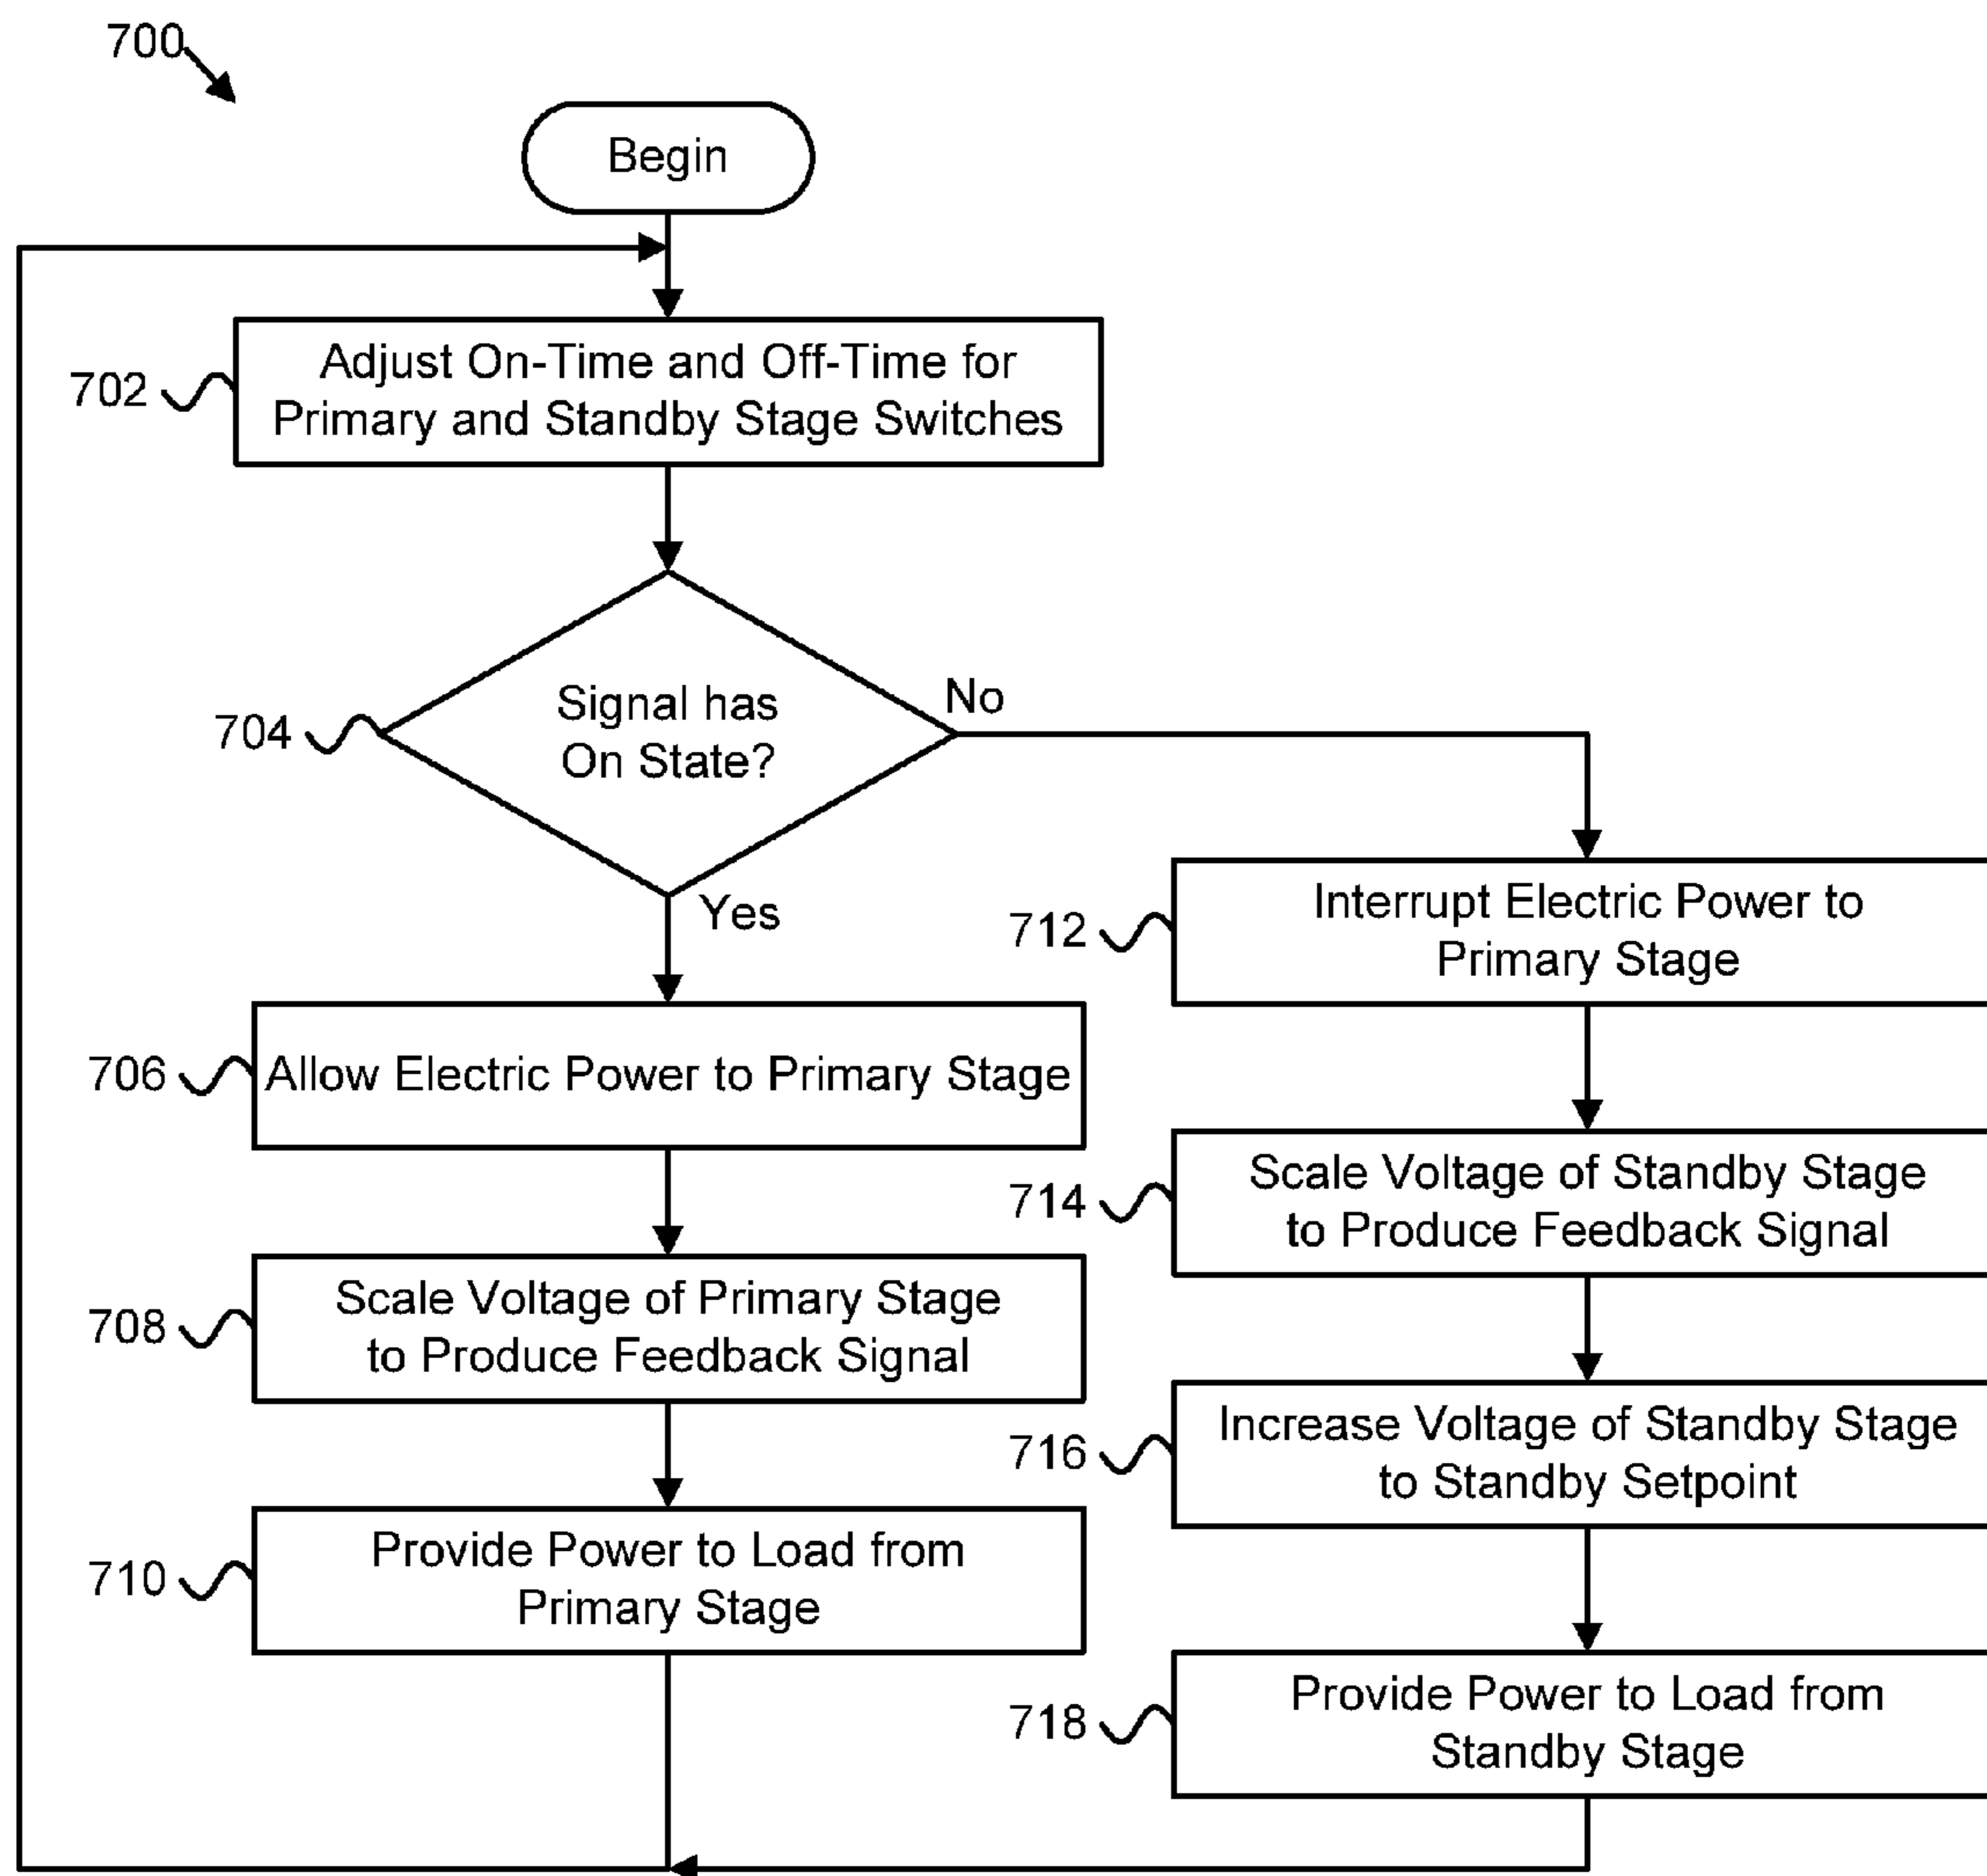 700
Begin
702
Adjust On-Time and Off-Time for
Primary and Standby Stage Switches
704
Signal has
On State?
No
Yes
706
Allow Electric Power to Primary Stage
708
Scale Voltage of Primary Stage
to Produce Feedback Signal
710
Provide Power to Load from
Primary Stage
712
Interrupt Electric Power to
Primary Stage
714
Scale Voltage of Standby Stage
to Produce Feedback Signal
716
Increase Voltage of Standby Stage
to Standby Setpoint
718
Provide Power to Load from
Standby Stage